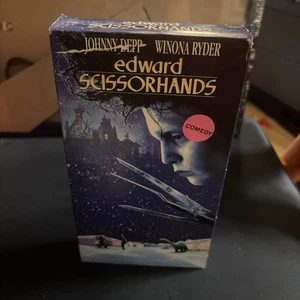 JOHNNY DEPP WINONA RYDER
edward
SCISSORHANDS
COMEDY